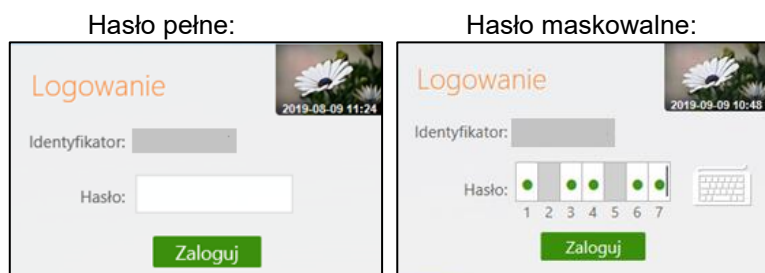 Hasło pełne:
Logowanie
2019-08-09 11:24
Identyfikator:
Hasło:
Zaloguj
Hasło maskowalne:
Logowanie
2019-09-09 10:48
Identyfikator:
Hasło:
1 2 3 4 5 6 7
Zaloguj